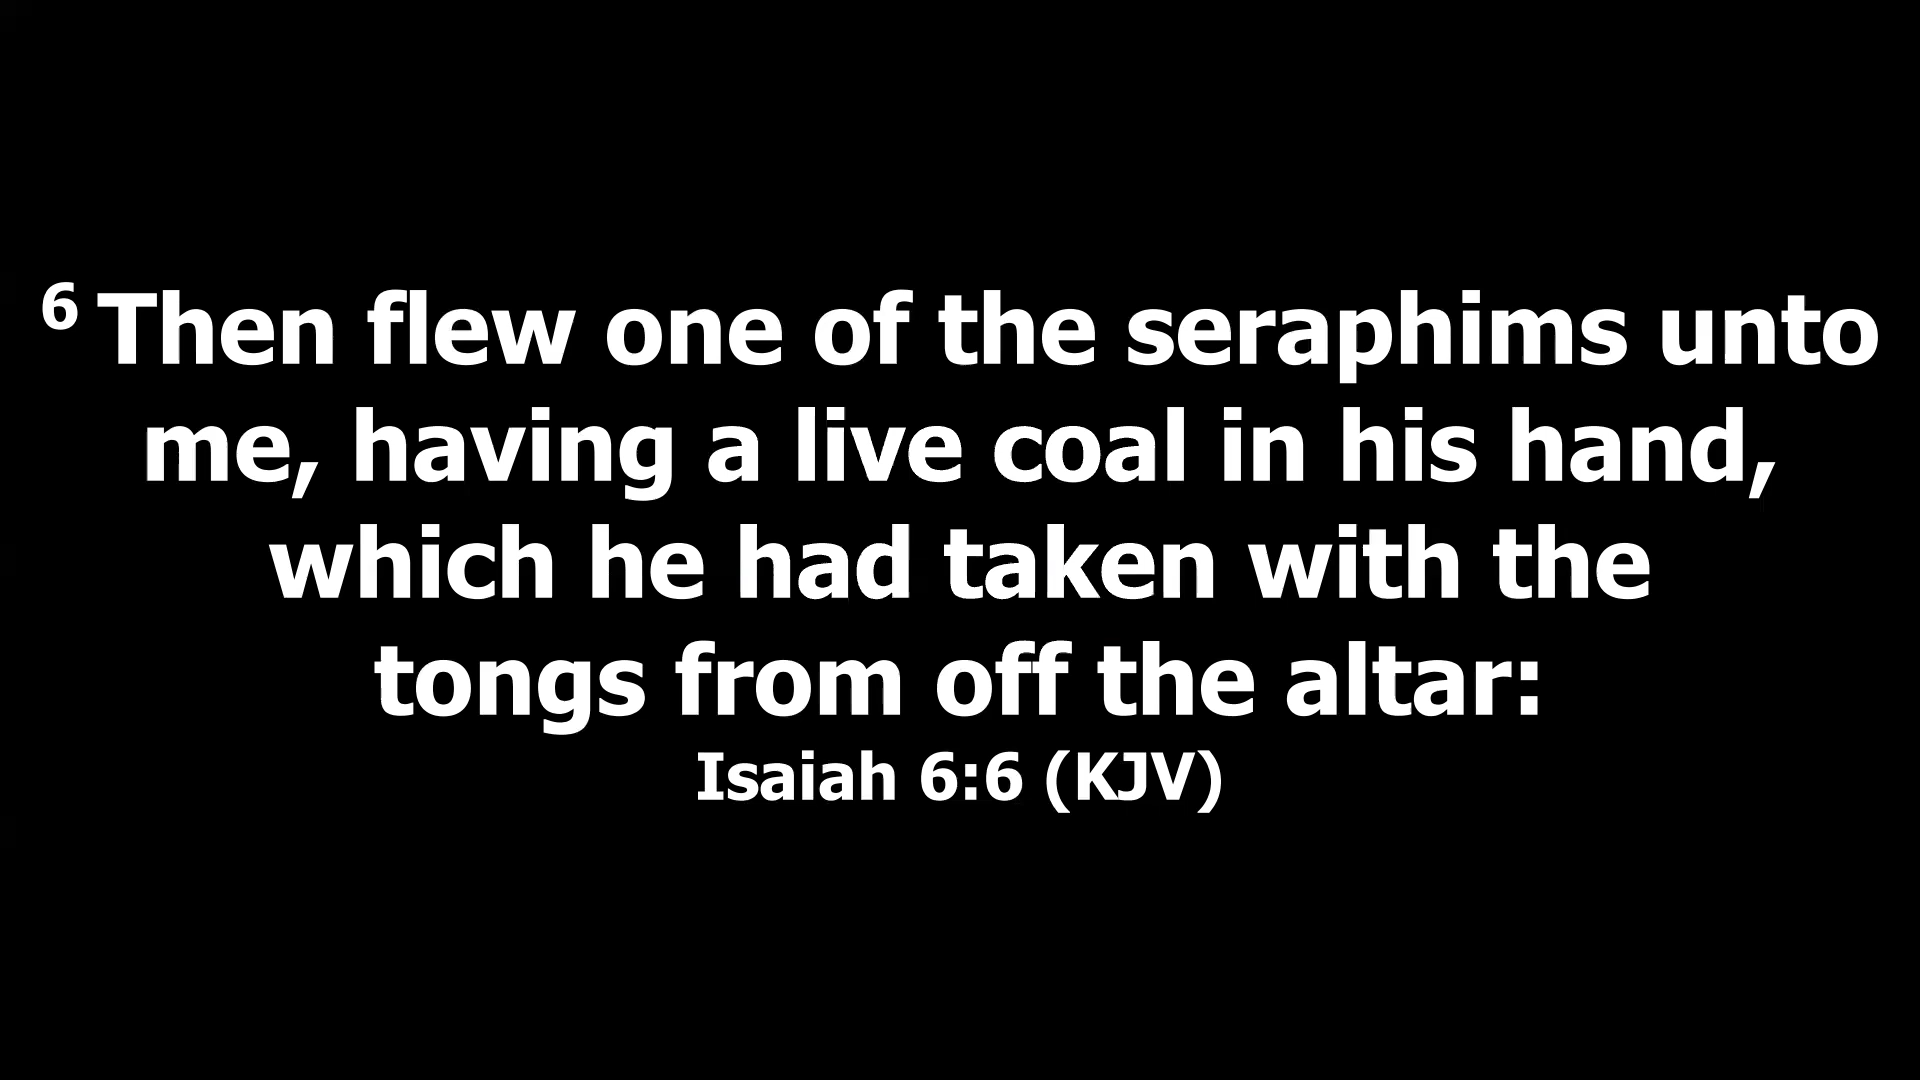 6 Then flew one of the seraphims unto
me, having a live coal in his hand,
which he had taken with the
tongs from off the altar:
Isaiah 6:6 (KJV)